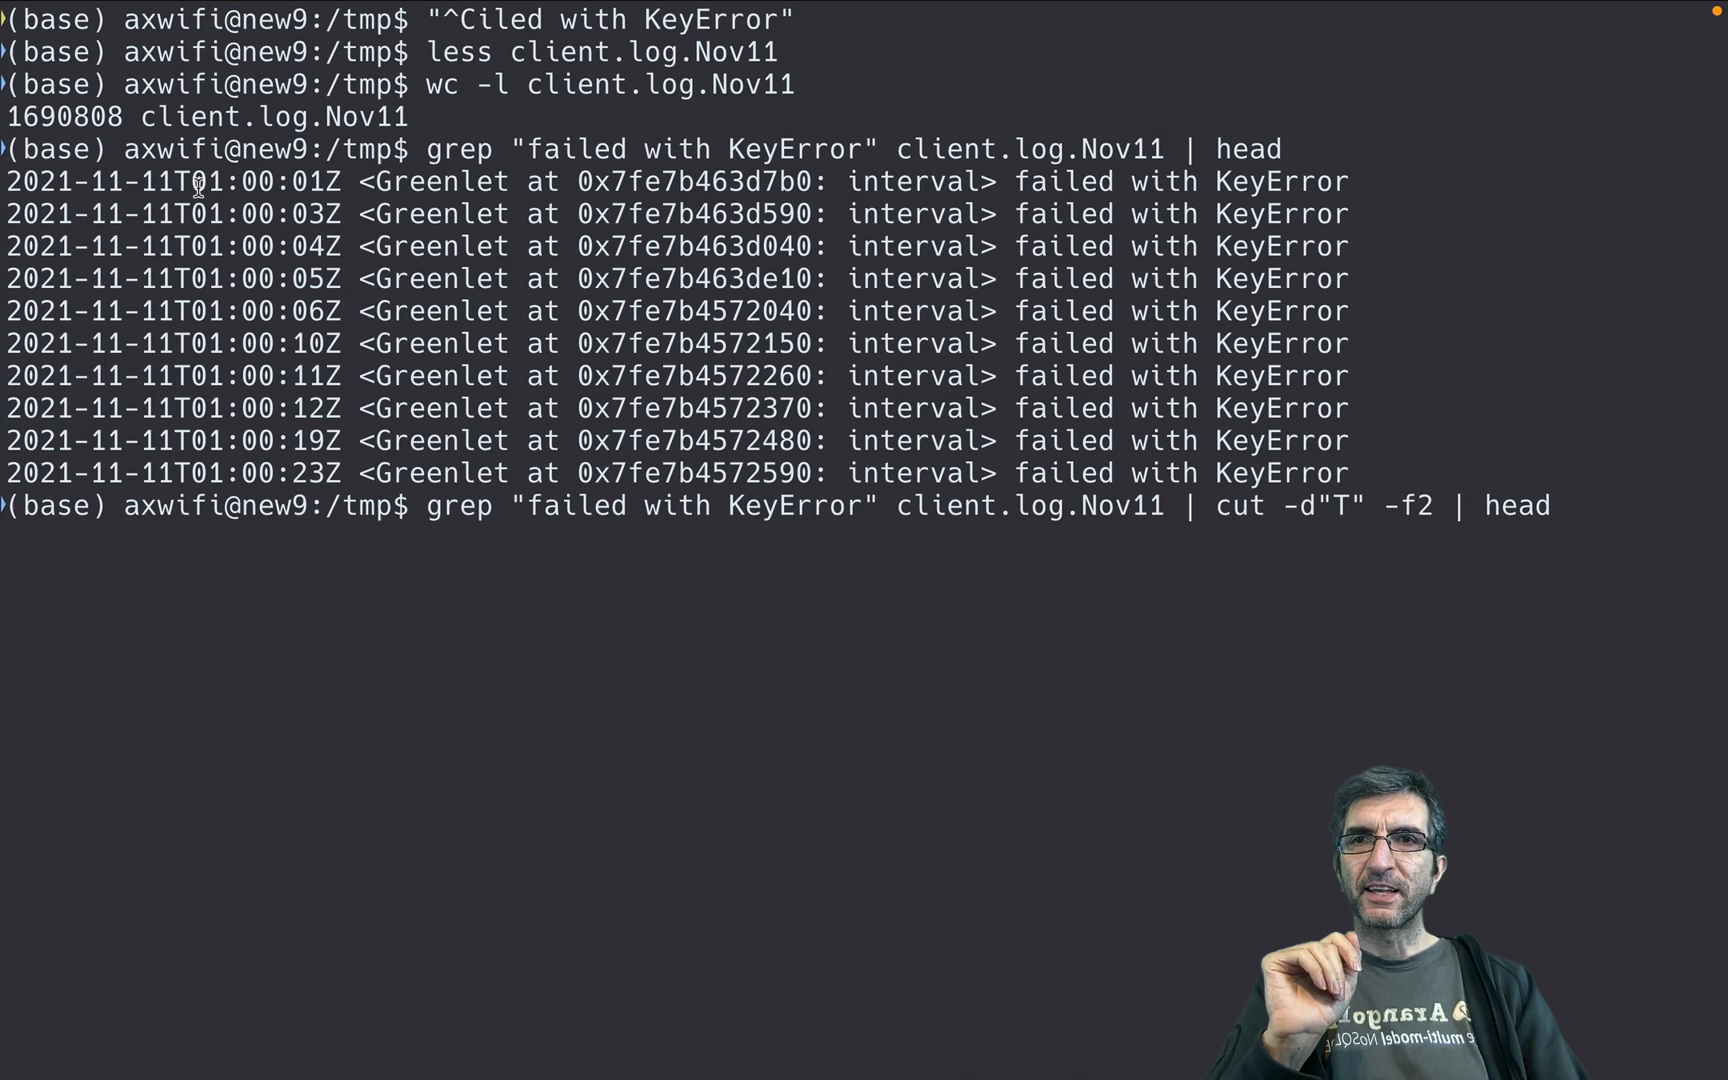 (base) axwifi@new9:/tmp$ "^Ciled with KeyError"
(base) axwifi@new9:/tmp$ less client.log.Nov11
(base) axwifi@new9:/tmp$ wc -l client.log.Nov11
1690808 client.log.Nov11
(base) axwifi@new9:/tmp$ grep "failed with KeyError" client.log.Nov11 | head
2021-11-11T01:00:01Z <Greenlet at 0x7fe7b463d7b0: interval> failed with KeyError
2021-11-11T01:00:03Z <Greenlet at 0x7fe7b463d590: interval> failed with KeyError
2021-11-11T01:00:04Z <Greenlet at 0x7fe7b463d040: interval> failed with KeyError
2021-11-11T01:00:05Z <Greenlet at 0x7fe7b463de10: interval> failed with KeyError
2021-11-11T01:00:06Z <Greenlet at 0x7fe7b4572040: interval> failed with KeyError
2021-11-11T01:00:10Z <Greenlet at 0x7fe7b4572150: interval> failed with KeyError
2021-11-11T01:00:11Z <Greenlet at 0x7fe7b4572260: interval> failed with KeyError
2021-11-11T01:00:12Z <Greenlet at 0x7fe7b4572370: interval> failed with KeyError
2021-11-11T01:00:19Z <Greenlet at 0x7fe7b4572480: interval> failed with KeyError
2021-11-11T01:00:23Z <Greenlet at 0x7fe7b4572590: interval> failed with KeyError
(base) axwifi@new9:/tmp$ grep "failed with KeyError" client.log.Nov11 | cut -d"T" -f2 | head
Arango
multi-model NoSQL